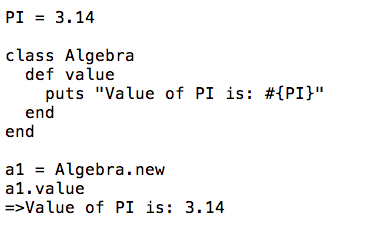 PI = 3.14
class Algebra
def value
puts "Value of PI is: #{PI}"
end
end
a1 = Algebra.new
a1.value
=>Value of PI is: 3.14